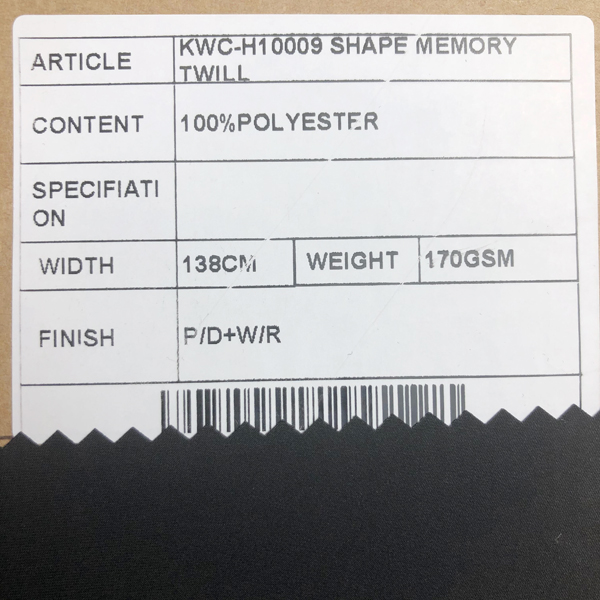 ARTICLE
KWC-H10009 SHAPE MEMORY
TWILL
CONTENT
100%POLYESTER
SPECIFIATI
ON
WIDTH
138CM
WEIGHT
170GSM
FINISH
P/D+W/R